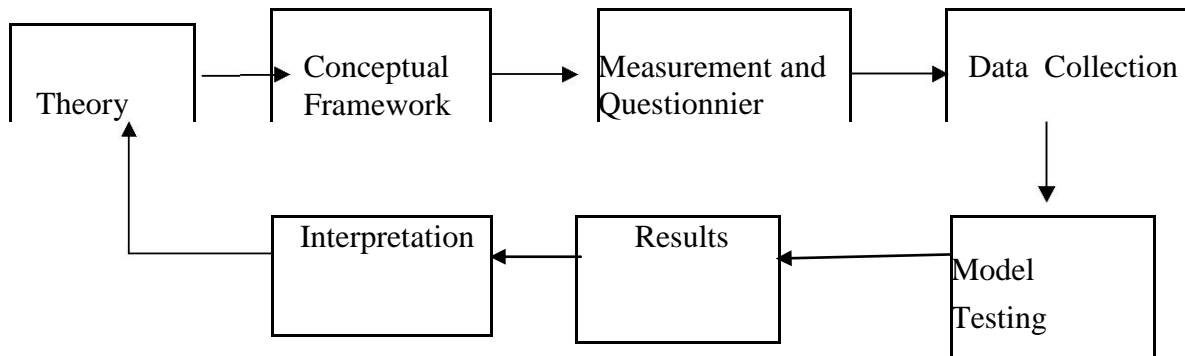 Theory
Conceptual
Framework
Measurement and
Questionnier
Data Collection
Model
Testing
Results
Interpretation